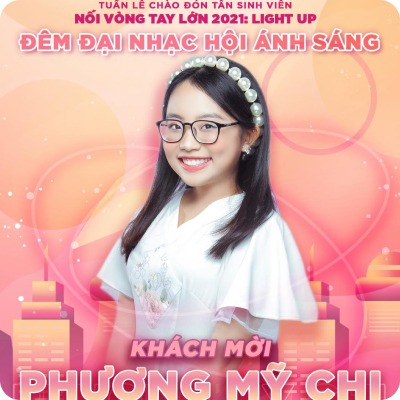 TUẦN LỄ CHÀO ĐÓN TÂN SINH VIÊN
NỐI VÒNG TAY LỚN 2021: LIGHT UP
ĐÊM ĐẠI NHẠC HỘI ÁNH SÁNG
KHÁCH MỜI
PHƯƠNG MỸ CHI